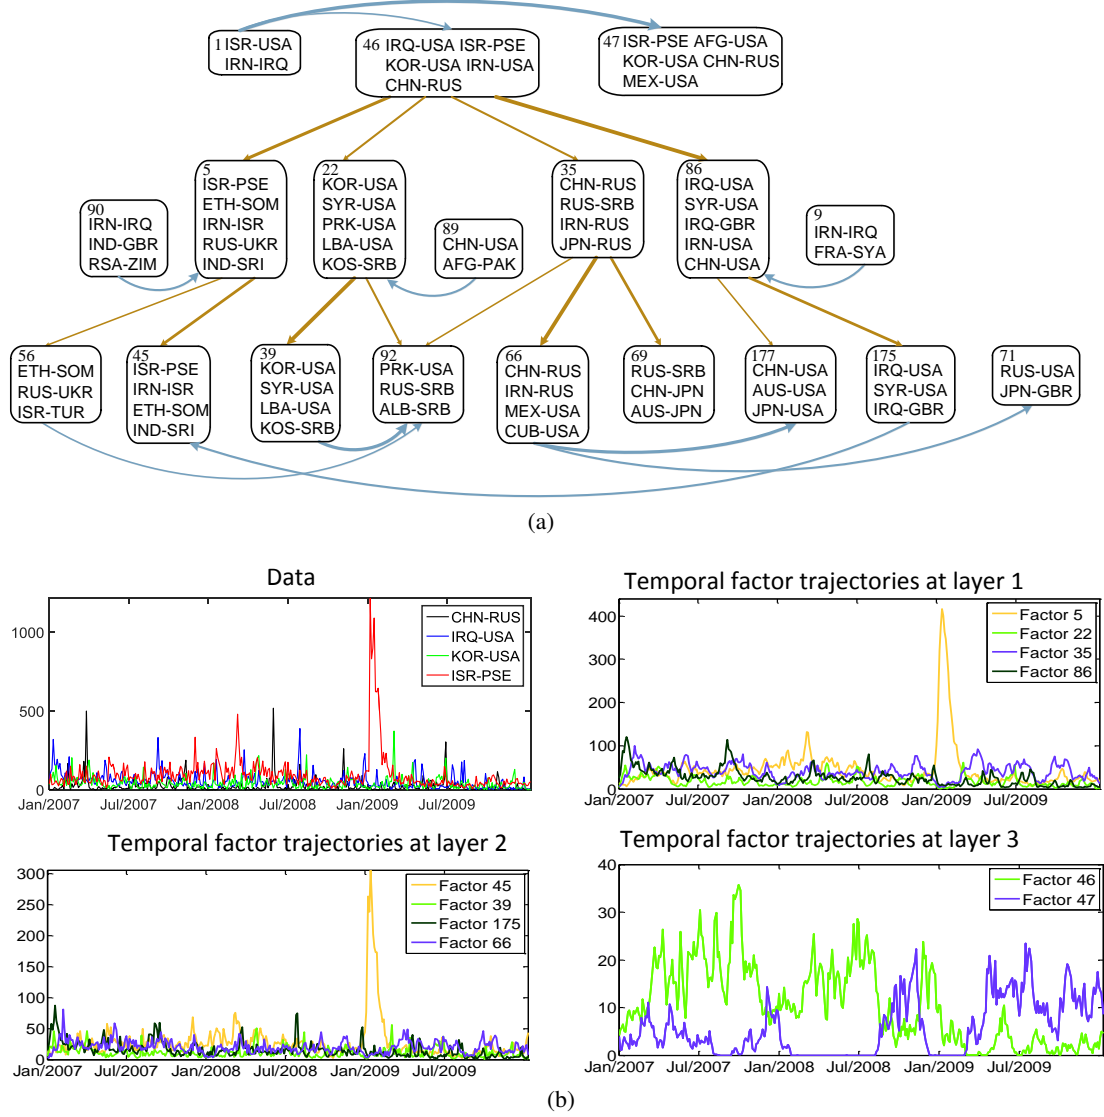 1 ISR-USA
IRN-IRQ
46 IRQ-USA ISR-PSE
KOR-USA IRN-USA
CHN-RUS
47 ISR-PSE AFG-USA
KOR-USA CHN-RUS
MEX-USA
90
IRN-IRQ
IND-GBR
RSA-ZIM
5
ISR-PSE
ETH-SOM
IRN-ISR
RUS-UKR
IND-SRI
22
KOR-USA
SYR-USA
PRK-USA
LBA-USA
KOS-SRB
89
CHN-USA
AFG-PAK
35
CHN-RUS
RUS-SRB
IRN-RUS
JPN-RUS
86
IRQ-USA
SYR-USA
IRQ-GBR
IRN-USA
CHN-USA
9
IRN-IRQ
FRA-SYA
56
ETH-SOM
RUS-UKR
ISR-TUR
45
ISR-PSE
IRN-ISR
ETH-SOM
IND-SRI
39
KOR-USA
SYR-USA
LBA-USA
KOS-SRB
92
PRK-USA
RUS-SRB
ALB-SRB
66
CHN-RUS
IRN-RUS
MEX-USA
CUB-USA
69
RUS-SRB
CHN-JPN
AUS-JPN
177
CHN-USA
AUS-USA
JPN-USA
175
IRQ-USA
SYR-USA
IRQ-GBR
71
RUS-USA
JPN-GBR
(a)
Data
1000
500
0
CHN-RUS
IRQ-USA
KOR-USA
ISR-PSE
Jan/2007 Jul/2007 Jan/2008 Jul/2008 Jan/2009 Jul/2009
Temporal factor trajectories at layer 1
400
300
200
100
0
Factor 5
Factor 22
Factor 35
Factor 86
Jan/2007 Jul/2007 Jan/2008 Jul/2008 Jan/2009 Jul/2009
Temporal factor trajectories at layer 2
300
250
200
150
100
50
0
Factor 45
Factor 39
Factor 175
Factor 66
Jan/2007 Jul/2007 Jan/2008 Jul/2008 Jan/2009 Jul/2009
Temporal factor trajectories at layer 3
40
30
20
10
0
Factor 46
Factor 47
Jan/2007 Jul/2007 Jan/2008 Jul/2008 Jan/2009 Jul/2009
(b)